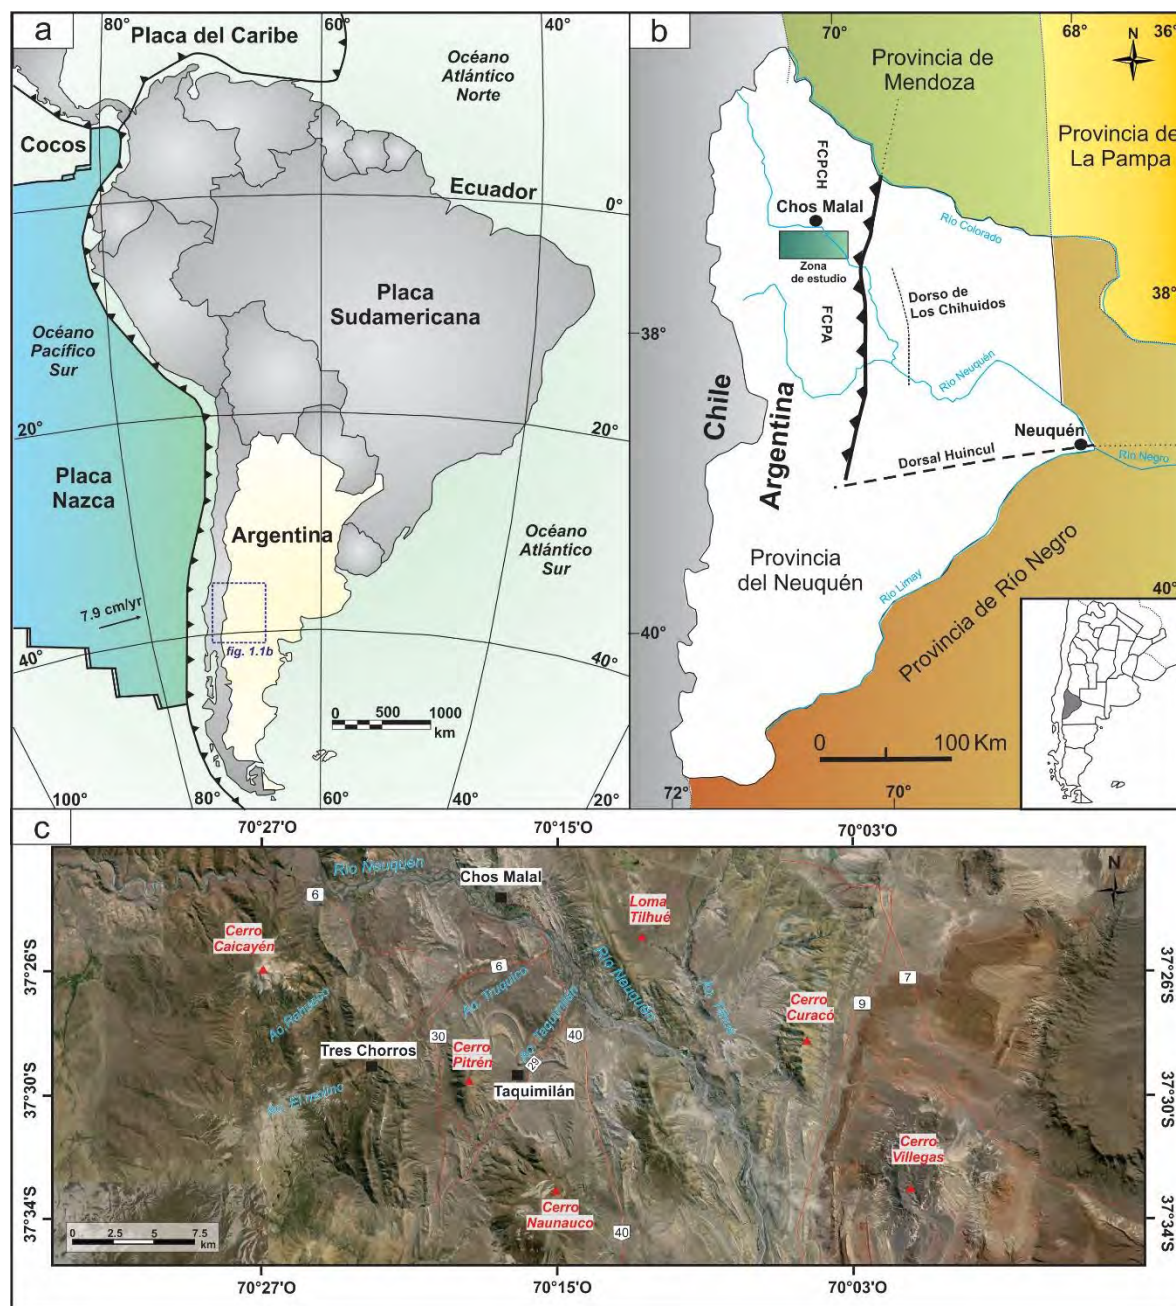 a
80°
60°
40°
Placa del Caribe
Océano
Atlántico
Norte
Cocos
Ecuador
0°
Placa
Sudamericana
Océano
Pacífico
Sur
20°
20°
Placa
Nazca
Argentina
Océano
Atlántico
Sur
7.9 cm/yr
fig. 1.1b
40°
40°
0 500 1000
km
100°
80°
60°
40°
20°
b
70°
68°
36°
N
Provincia de
Mendoza
Provincia de
La Pampa
FCPCH
Chos Malal
Río Colorado
Zona
de estudio
38°
Dorso de
Los Chihuidos
FCPA
38°
Chile
Argentina
Río Neuquén
Neuquén
Río Negro
Dorsal Huincul
Provincia
del Neuquén
Río Limay
Provincia de Río Negro
40°
40°
0 100 Km
72°
70°
c
70°27'O
70°15'O
70°03'O
N
Río Neuquén
Chos Malal
6
Loma
Tilhué
Cerro
Caicayén
37°26'S
37°26'S
6
7
Ao Truquico
Río Neuquén
Cerro
Curacó
9
Ao Rahueco
Ao Taquimilán
30
40
Tres Chorros
Cerro
Pitrén
29
Taquimilán
Ao. El molino
37°30'S
37°30'S
Cerro
Villegas
Cerro
Naunauco
40
37°34'S
37°34'S
0 2.5 5 7.5
km
70°27'O
70°15'O
70°03'O